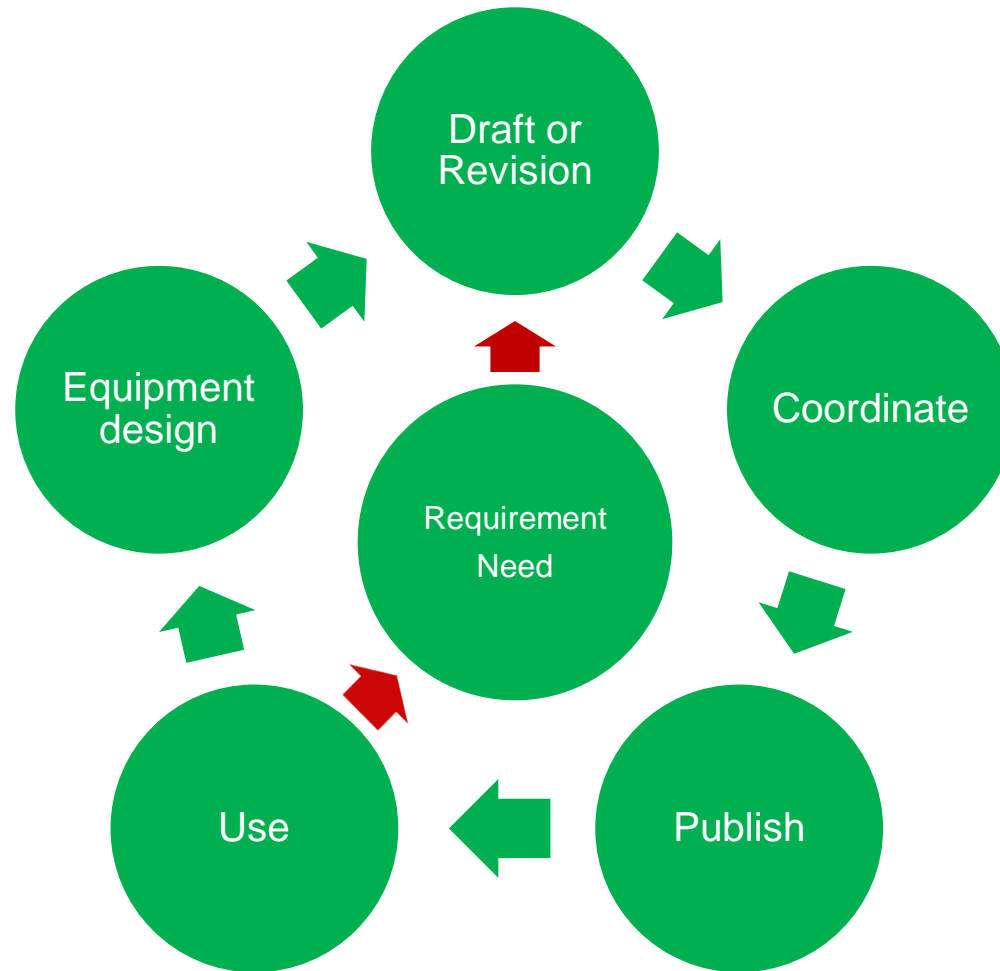 Draft or
Revision
Coordinate
Publish
Use
Equipment
design
Requirement
Need